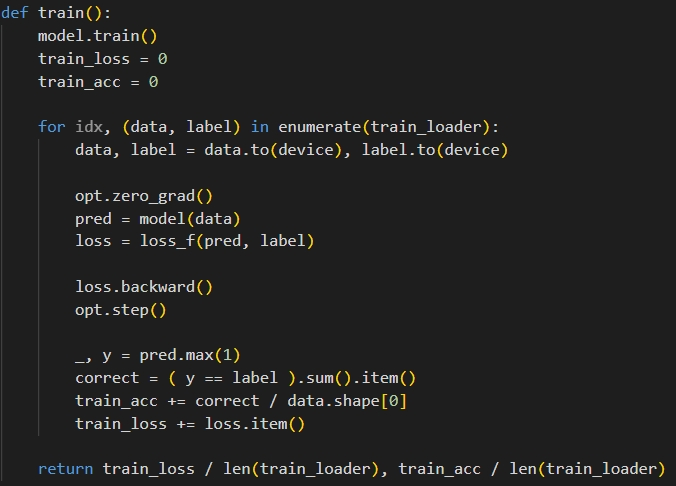 def train():
    model.train()
    train_loss = 0
    train_acc = 0

    for idx, (data, label) in enumerate(train_loader):
        data, label = data.to(device), label.to(device)

        opt.zero_grad()
        pred = model(data)
        loss = loss_f(pred, label)

        loss.backward()
        opt.step()

        _, y = pred.max(1)
        correct = ( y == label ).sum().item()
        train_acc += correct / data.shape[0]
        train_loss += loss.item()

    return train_loss / len(train_loader), train_acc / len(train_loader)